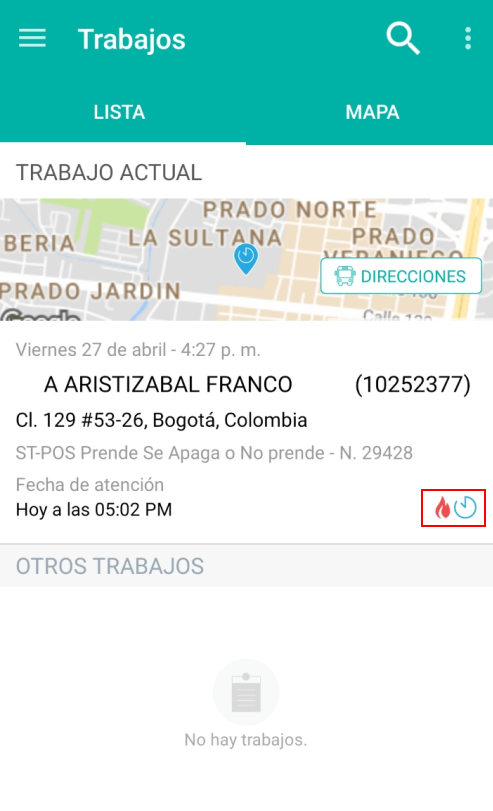 Trabajos
LISTA
MAPA
TRABAJO ACTUAL
PRADO NORTE
BERIA
LA SULTANA
PRADO
VERANIEGO
DIRECCIONES
PRADO JARDIN
Google
Viernes 27 de abril - 4:27 p. m.
A ARISTIZABAL FRANCO (10252377)
Cl. 129 #53-26, Bogotá, Colombia
ST-POS Prende Se Apaga o No prende - N. 29428
Fecha de atención
Hoy a las 05:02 PM
OTROS TRABAJOS
No hay trabajos.